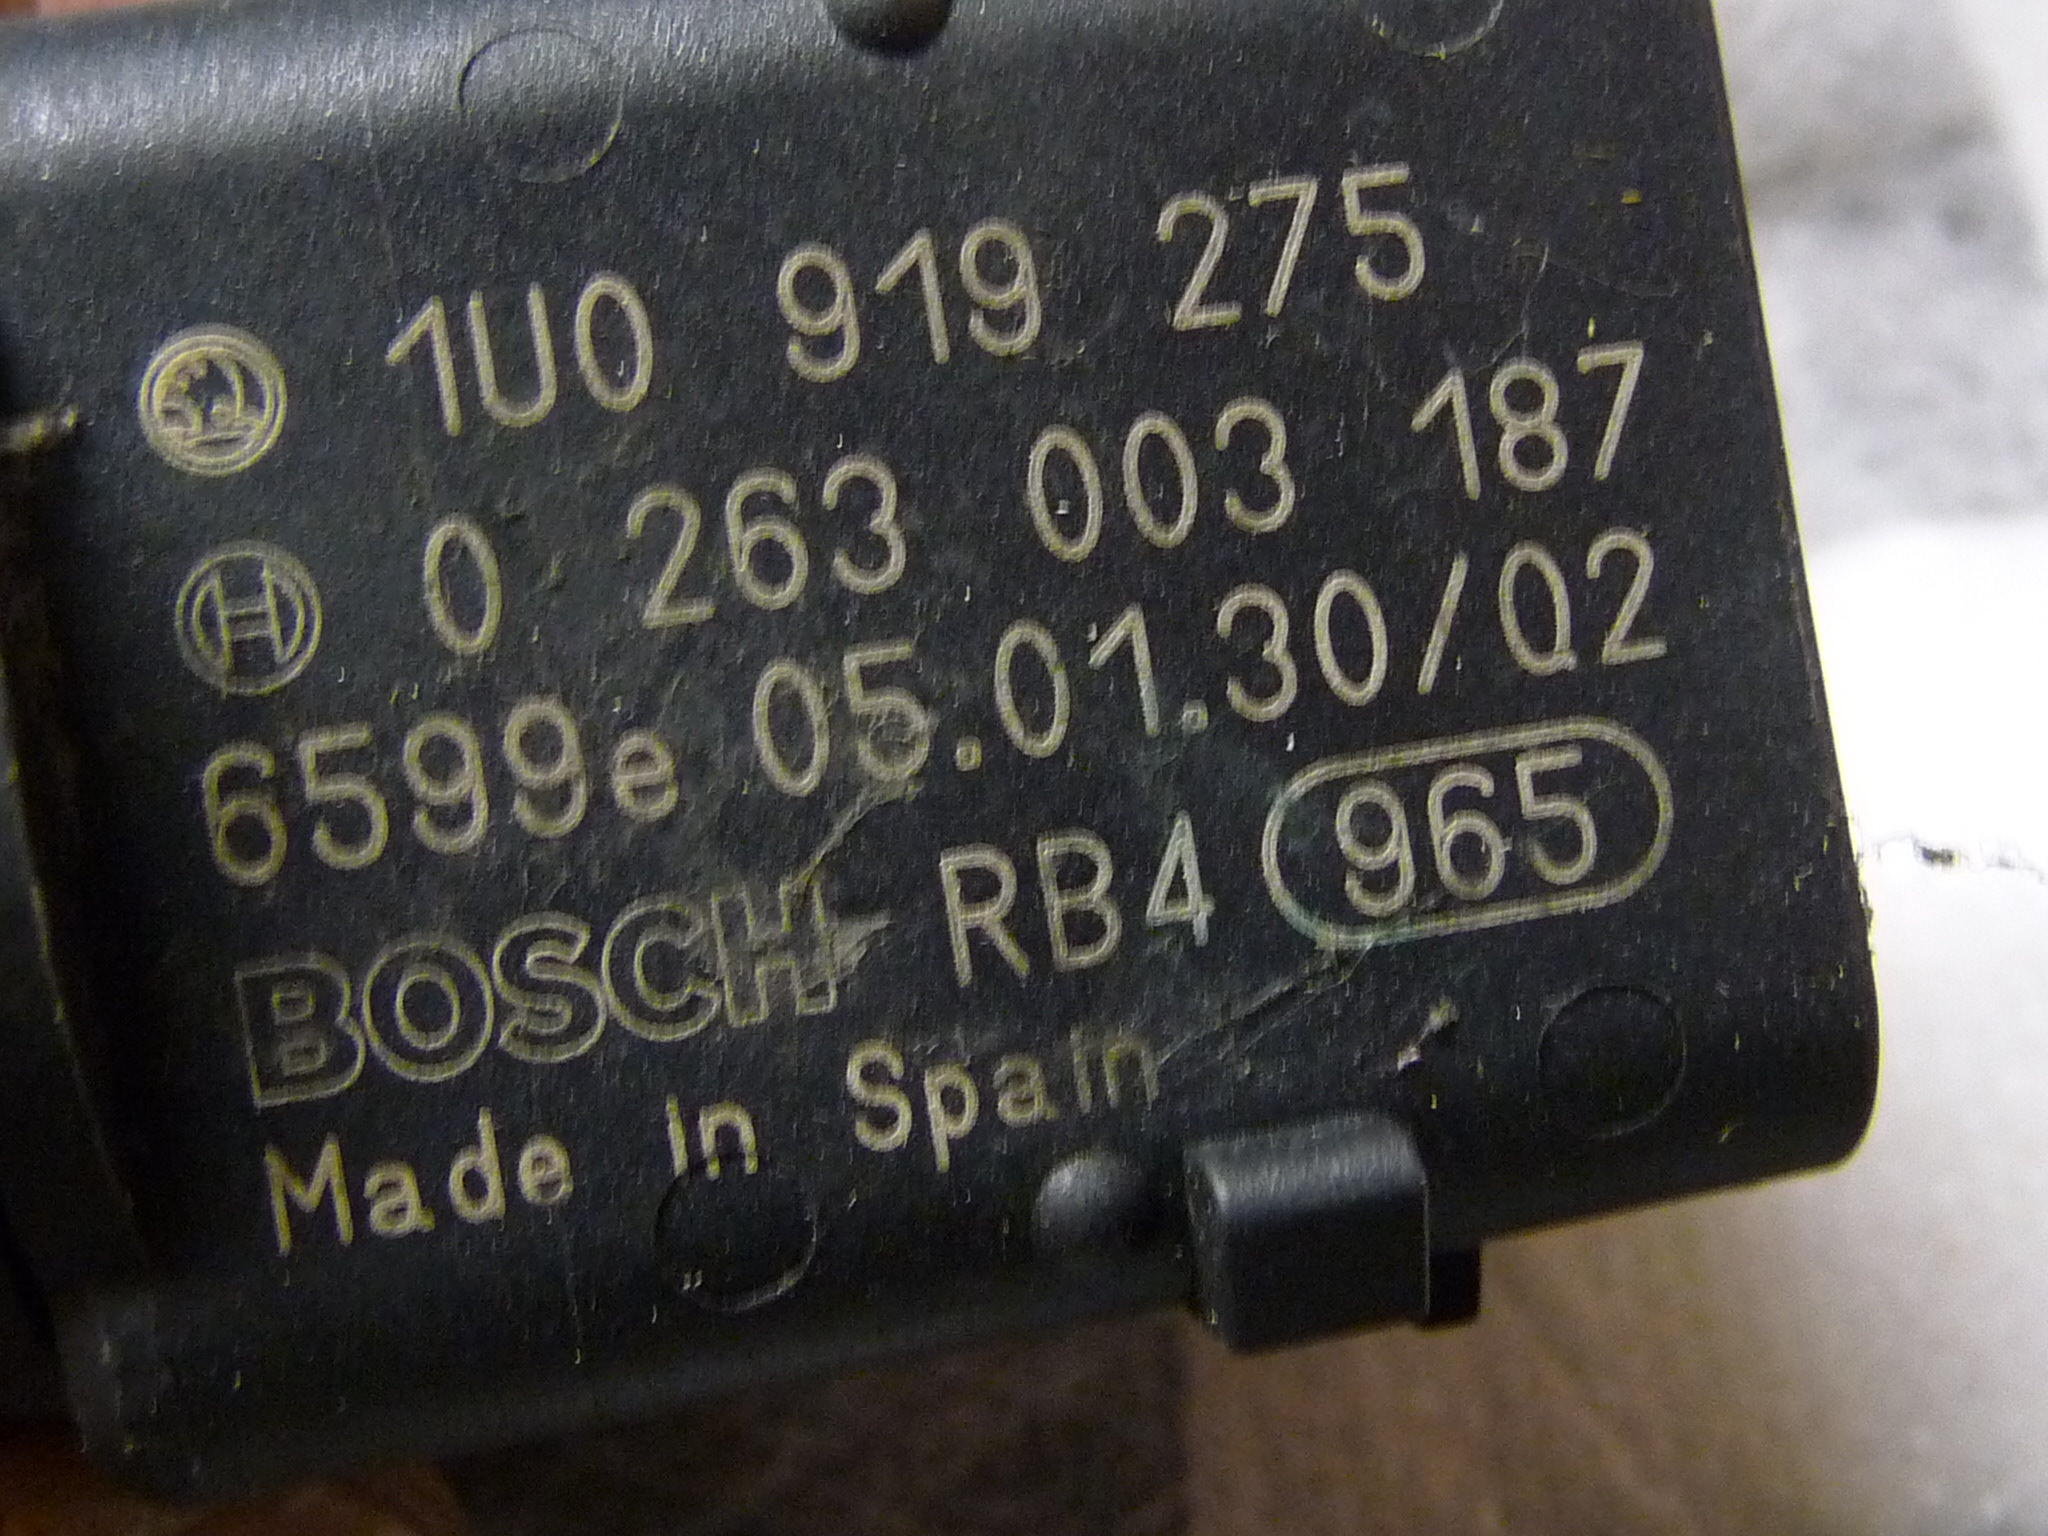 1U0 919 275
0 263 003 187
6599e 05.01.30/02
BOSCH RB4 965
Made in Spain